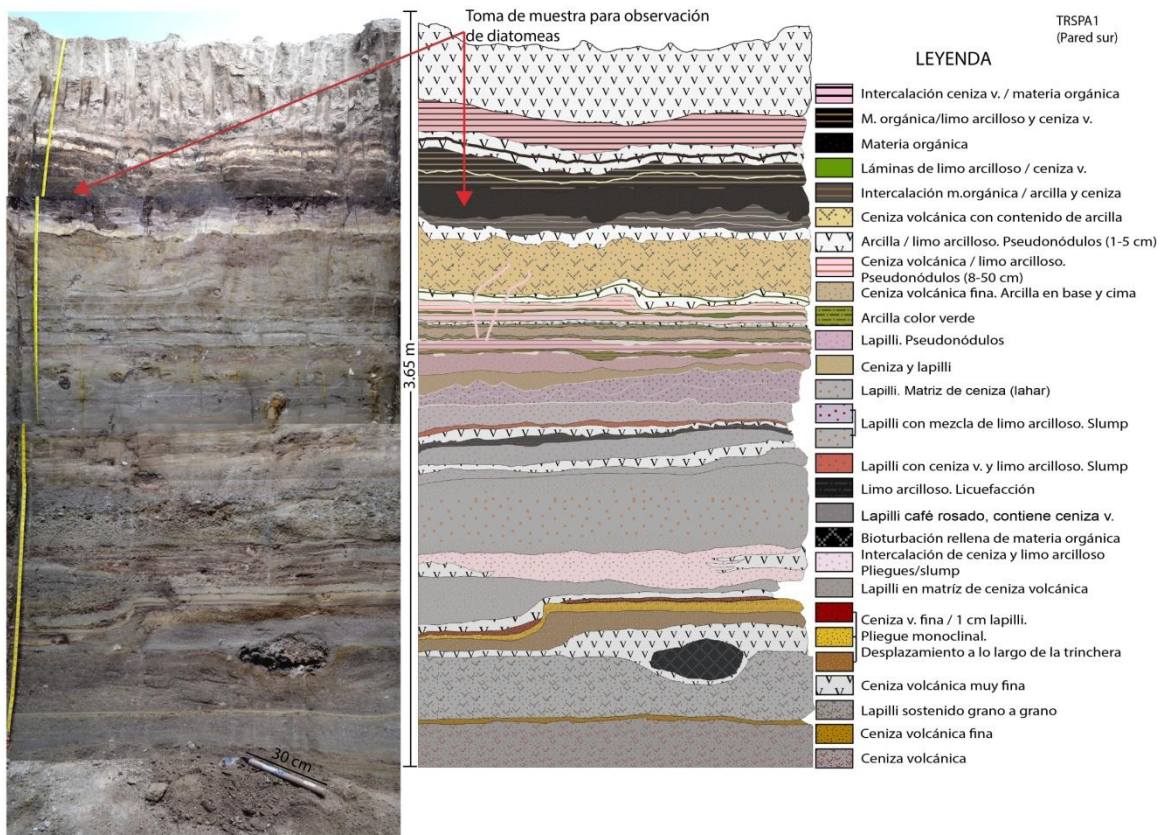 Toma de muestra para observación
de diatomeas
TRSPA1
(Pared sur)
LEYENDA
Intercalación ceniza v. / materia orgánica
M. orgánica/limo arcilloso y ceniza v.
Materia orgánica
Láminas de limo arcilloso / ceniza v.
Intercalación m.orgánica / arcilla y ceniza
Ceniza volcánica con contenido de arcilla
Arcilla / limo arcilloso. Pseudonódulos (1-5 cm)
Ceniza volcánica / limo arcilloso.
Pseudonódulos (8-50 cm)
Ceniza volcánica fina. Arcilla en base y cima
Arcilla color verde
Lapilli. Pseudonódulos
Ceniza y lapilli
Lapilli. Matriz de ceniza (lahar)
Lapilli con mezcla de limo arcilloso. Slump
Lapilli con ceniza v. y limo arcilloso. Slump
Limo arcilloso. Licuefacción
Lapilli café rosado, contiene ceniza v.
Bioturbación rellena de materia orgánica
Intercalación de ceniza y limo arcilloso
Pliegues/slump
Lapilli en matríz de ceniza volcánica
Ceniza v. fina / 1 cm lapilli.
Pliegue monoclinal.
Desplazamiento a lo largo de la trinchera
Ceniza volcánica muy fina
Lapilli sostenido grano a grano
Ceniza volcánica fina
Ceniza volcánica
3.65 m
30 cm